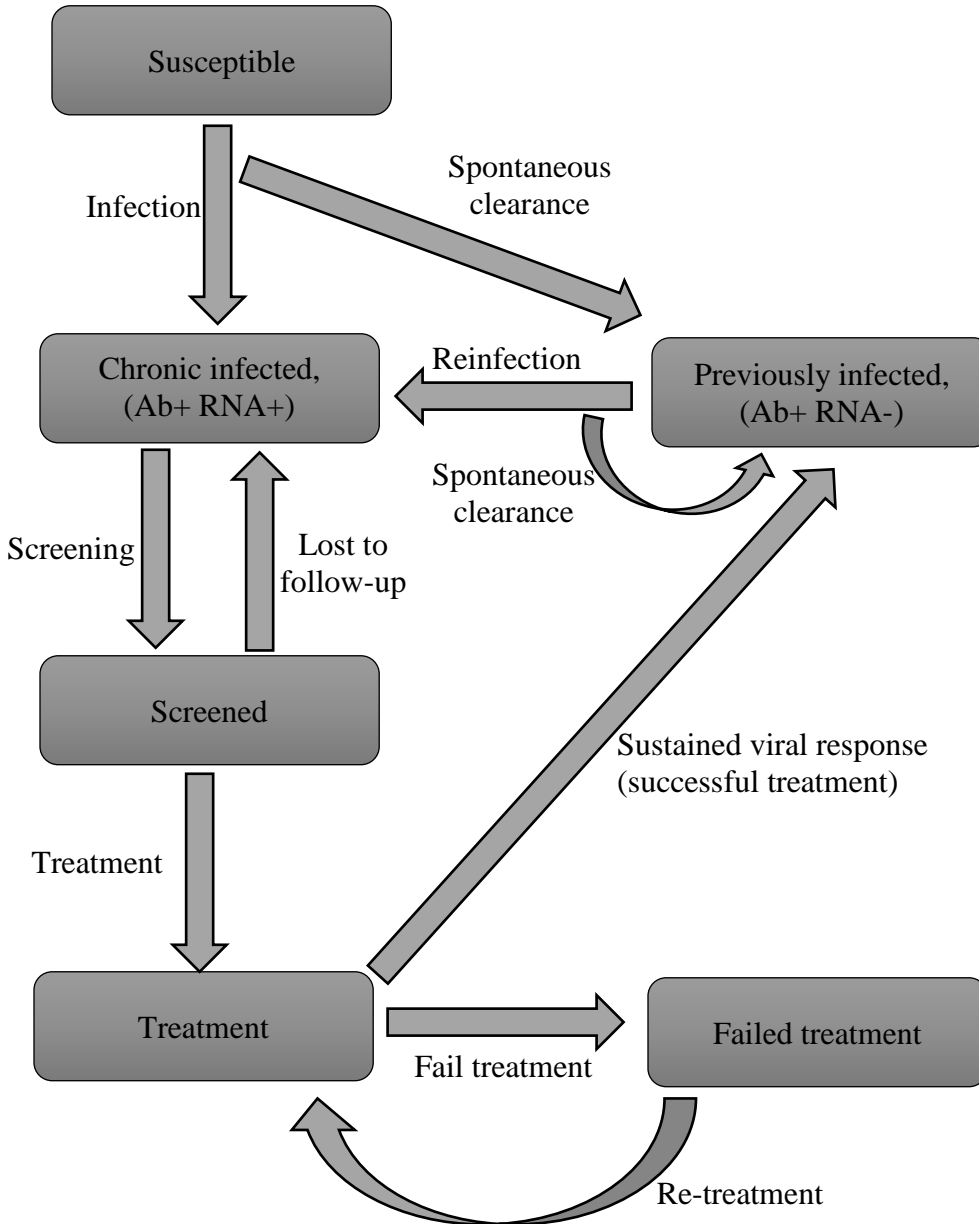 Susceptible
Spontaneous
clearance
Infection
Chronic infected,
(Ab+ RNA+)
Reinfection
Previously infected,
(Ab+ RNA-)
Spontaneous
clearance
Screening
Lost to
follow-up
Screened
Sustained viral response
(successful treatment)
Treatment
Treatment
Fail treatment
Failed treatment
Re-treatment